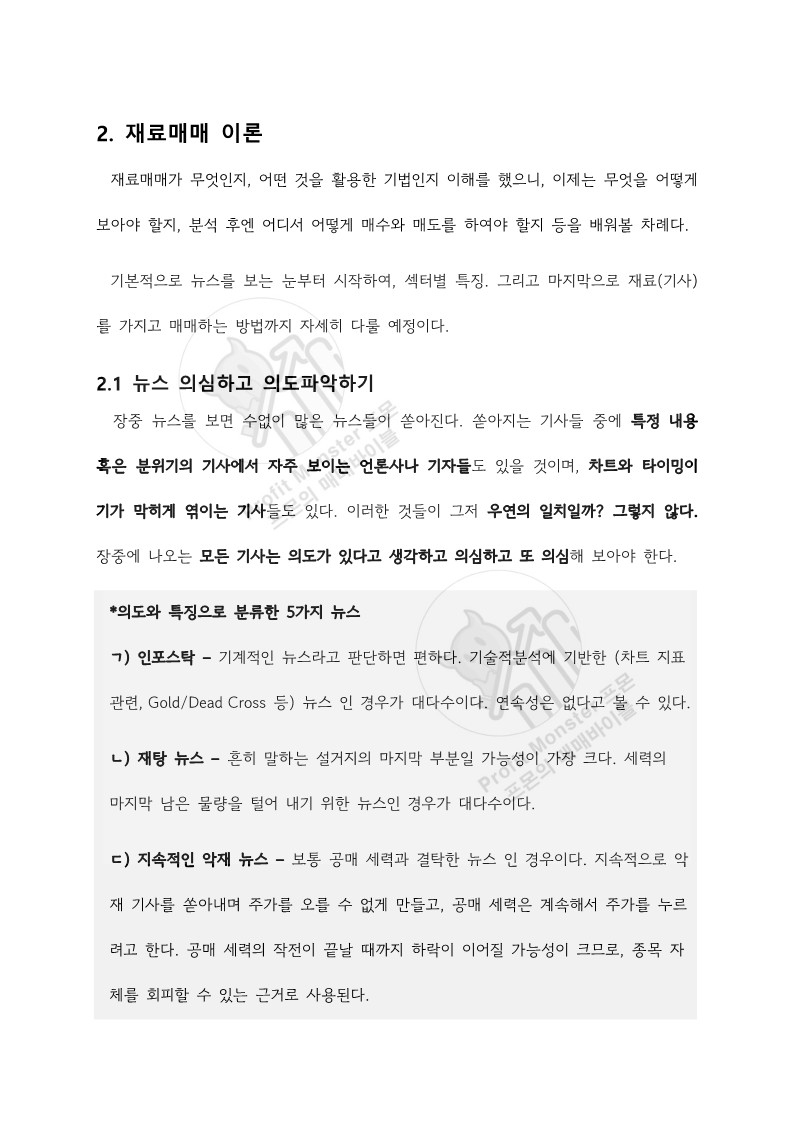 2. 재료매매 이론
재료매매가 무엇인지, 어떤 것을 활용한 기법인지 이해를 했으니, 이제는 무엇을 어떻게
보아야 할지, 분석 후엔 어디서 어떻게 매수와 매도를 하여야 할지 등을 배워볼 차례다.
기본적으로 뉴스를 보는 눈부터 시작하여, 섹터별 특징. 그리고 마지막으로 재료(기사)
를 가지고 매매하는 방법까지 자세히 다룰 예정이다.
2.1 뉴스 의심하고 의도파악하기
장중 뉴스를 보면 수없이 많은 뉴스들이 쏟아진다. 쏟아지는 기사들 중에 특정 내용
혹은 분위기의 기사에서 자주 보이는 언론사나 기자들도 있을 것이며, 차트와 타이밍이
기가 막히게 엮이는 기사들도 있다. 이러한 것들이 그저 우연의 일치일까? 그렇지 않다.
장중에 나오는 모든 기사는 의도가 있다고 생각하고 의심하고 또 의심해 보아야 한다.
Profit Monster 프몬
프몬의 매매바이블
*의도와 특징으로 분류한 5가지 뉴스
ㄱ) 인포스탁 – 기계적인 뉴스라고 판단하면 편하다. 기술적분석에 기반한 (차트 지표
관련, Gold/Dead Cross 등) 뉴스 인 경우가 대다수이다. 연속성은 없다고 볼 수 있다.
ㄴ) 재탕 뉴스 – 흔히 말하는 설거지의 마지막 부분일 가능성이 가장 크다. 세력의
마지막 남은 물량을 털어 내기 위한 뉴스인 경우가 대다수이다.
Profit Monster 프몬
프몬의 매매바이블
ㄷ) 지속적인 악재 뉴스 – 보통 공매 세력과 결탁한 뉴스 인 경우이다. 지속적으로 악
재 기사를 쏟아내며 주가를 오를 수 없게 만들고, 공매 세력은 계속해서 주가를 누르
려고 한다. 공매 세력의 작전이 끝날 때까지 하락이 이어질 가능성이 크므로, 종목 자
체를 회피할 수 있는 근거로 사용된다.